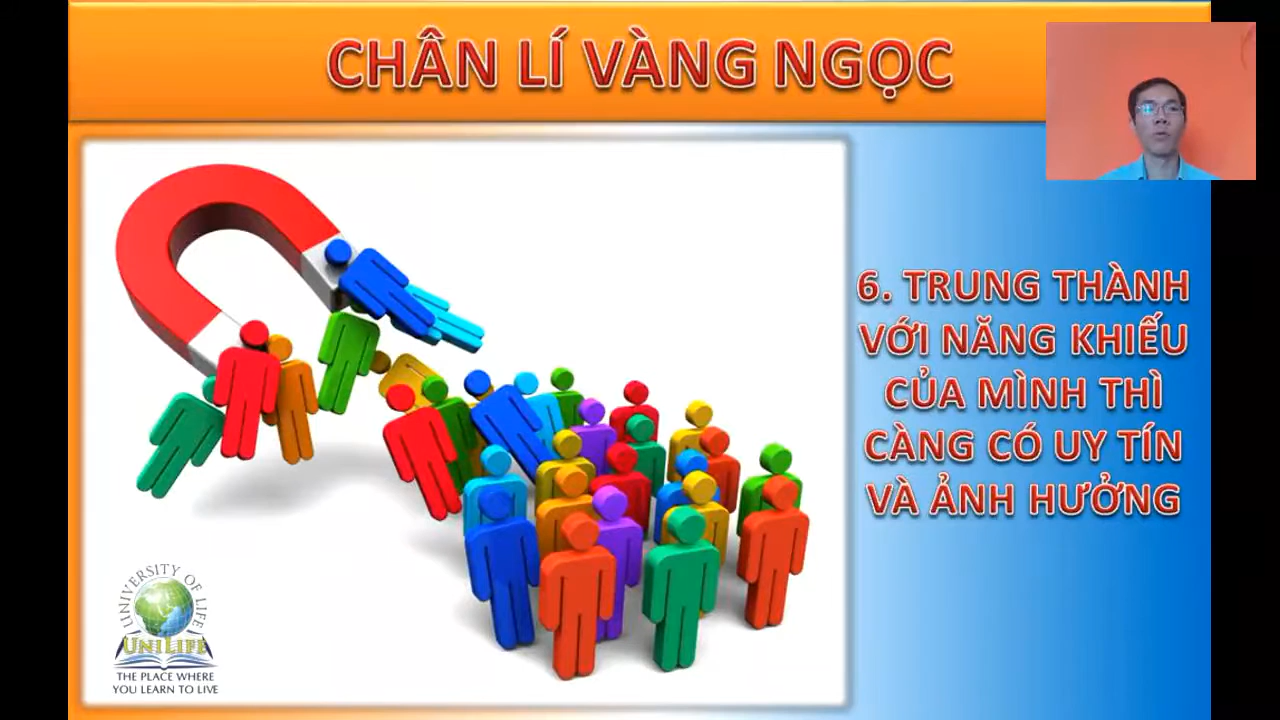 CHÂN LÍ VÀNG NGỌC
6. TRUNG THÀNH
VỚI NĂNG KHIẾU
CỦA MÌNH THÌ
CÀNG CÓ UY TÍN
VÀ ẢNH HƯỞNG
UNIVERSITY OF LIFE
UNILIFE
THE PLACE WHERE
YOU LEARN TO LIVE